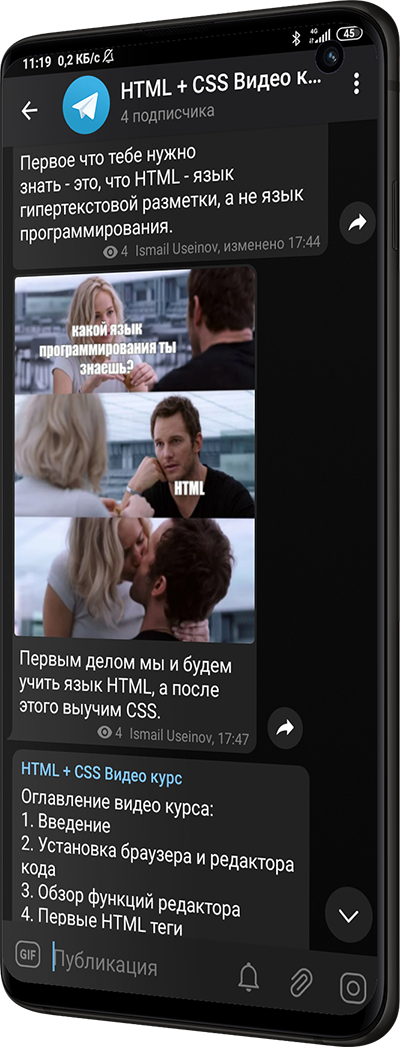 11:19 0,2 КБ/с
4G
45
HTML + CSS Видео к...
4 подписчика
Первое что тебе нужно
знать - это, что HTML - язык
гипертекстовой разметки, а не язык
программирования.
4 Ismail Useinov, изменено 17:44
какой язык
программирования ты
знаешь?
HTML
Первым делом мы и будем
учить язык HTML, а после
этого выучим CSS.
4 Ismail Useinov, 17:47
HTML + CSS Видео курс
Оглавление видео курса:
1. Введение
2. Установка браузера и редактора
кода
3. Обзор функций редактора
4. Первые HTML теги
GIF
Публикация